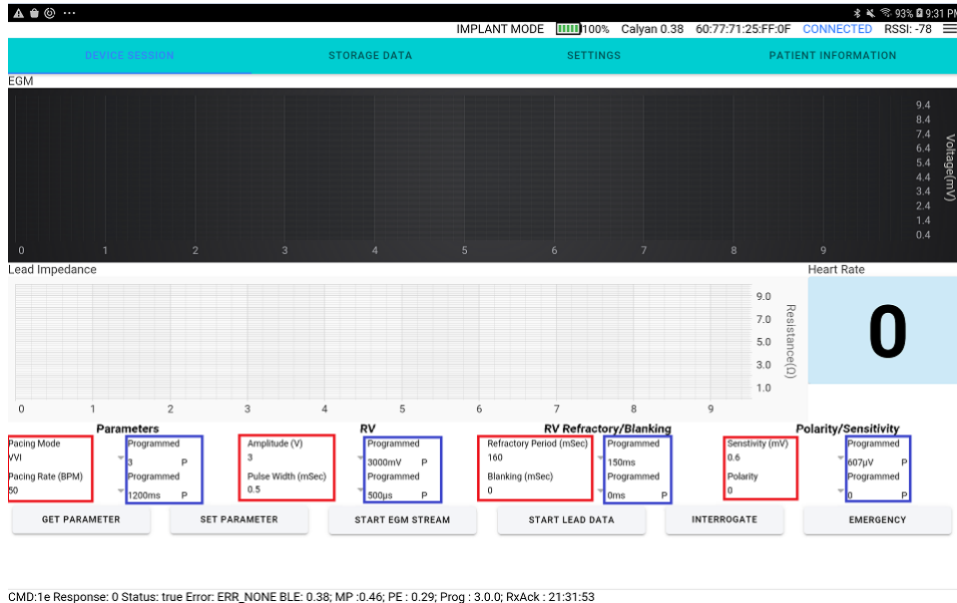 93% 9:31 PM
IMPLANT MODE 100% Calyan 0.38 60:77:71:25:FF:0F CONNECTED RSSI: -78
DEVICE SESSION STORAGE DATA SETTINGS PATIENT INFORMATION
EGM
9.4
8.4
7.4
6.4
5.4
4.4
3.4
2.4
1.4
0.4
Voltage(mV)
0 1 2 3 4 5 6 7 8 9
Lead Impedance
Heart Rate
9.0
7.0
5.0
3.0
1.0
Resistance(Ω)
0
0 1 2 3 4 5 6 7 8 9
Parameters RV RV Refractory/Blanking Polarity/Sensitivity
Pacing Mode Programmed Amplitude (V) Programmed Refractory Period (mSec) Programmed Senstivity (mV) Programmed
VVI 3 P 3 3000mV P 160 150ms 0.6 607µV P
Pacing Rate (BPM) Programmed Pulse Width (mSec) Programmed Blanking (mSec) Programmed Polarity Programmed
50 1200ms P 0.5 500µs P 0 0ms P 0 0 P
GET PARAMETER SET PARAMETER START EGM STREAM START LEAD DATA INTERROGATE EMERGENCY
CMD:1e Response: 0 Status: true Error: ERR_NONE BLE: 0.38; MP :0.46; PE : 0.29; Prog : 3.0.0; RxAck : 21:31:53